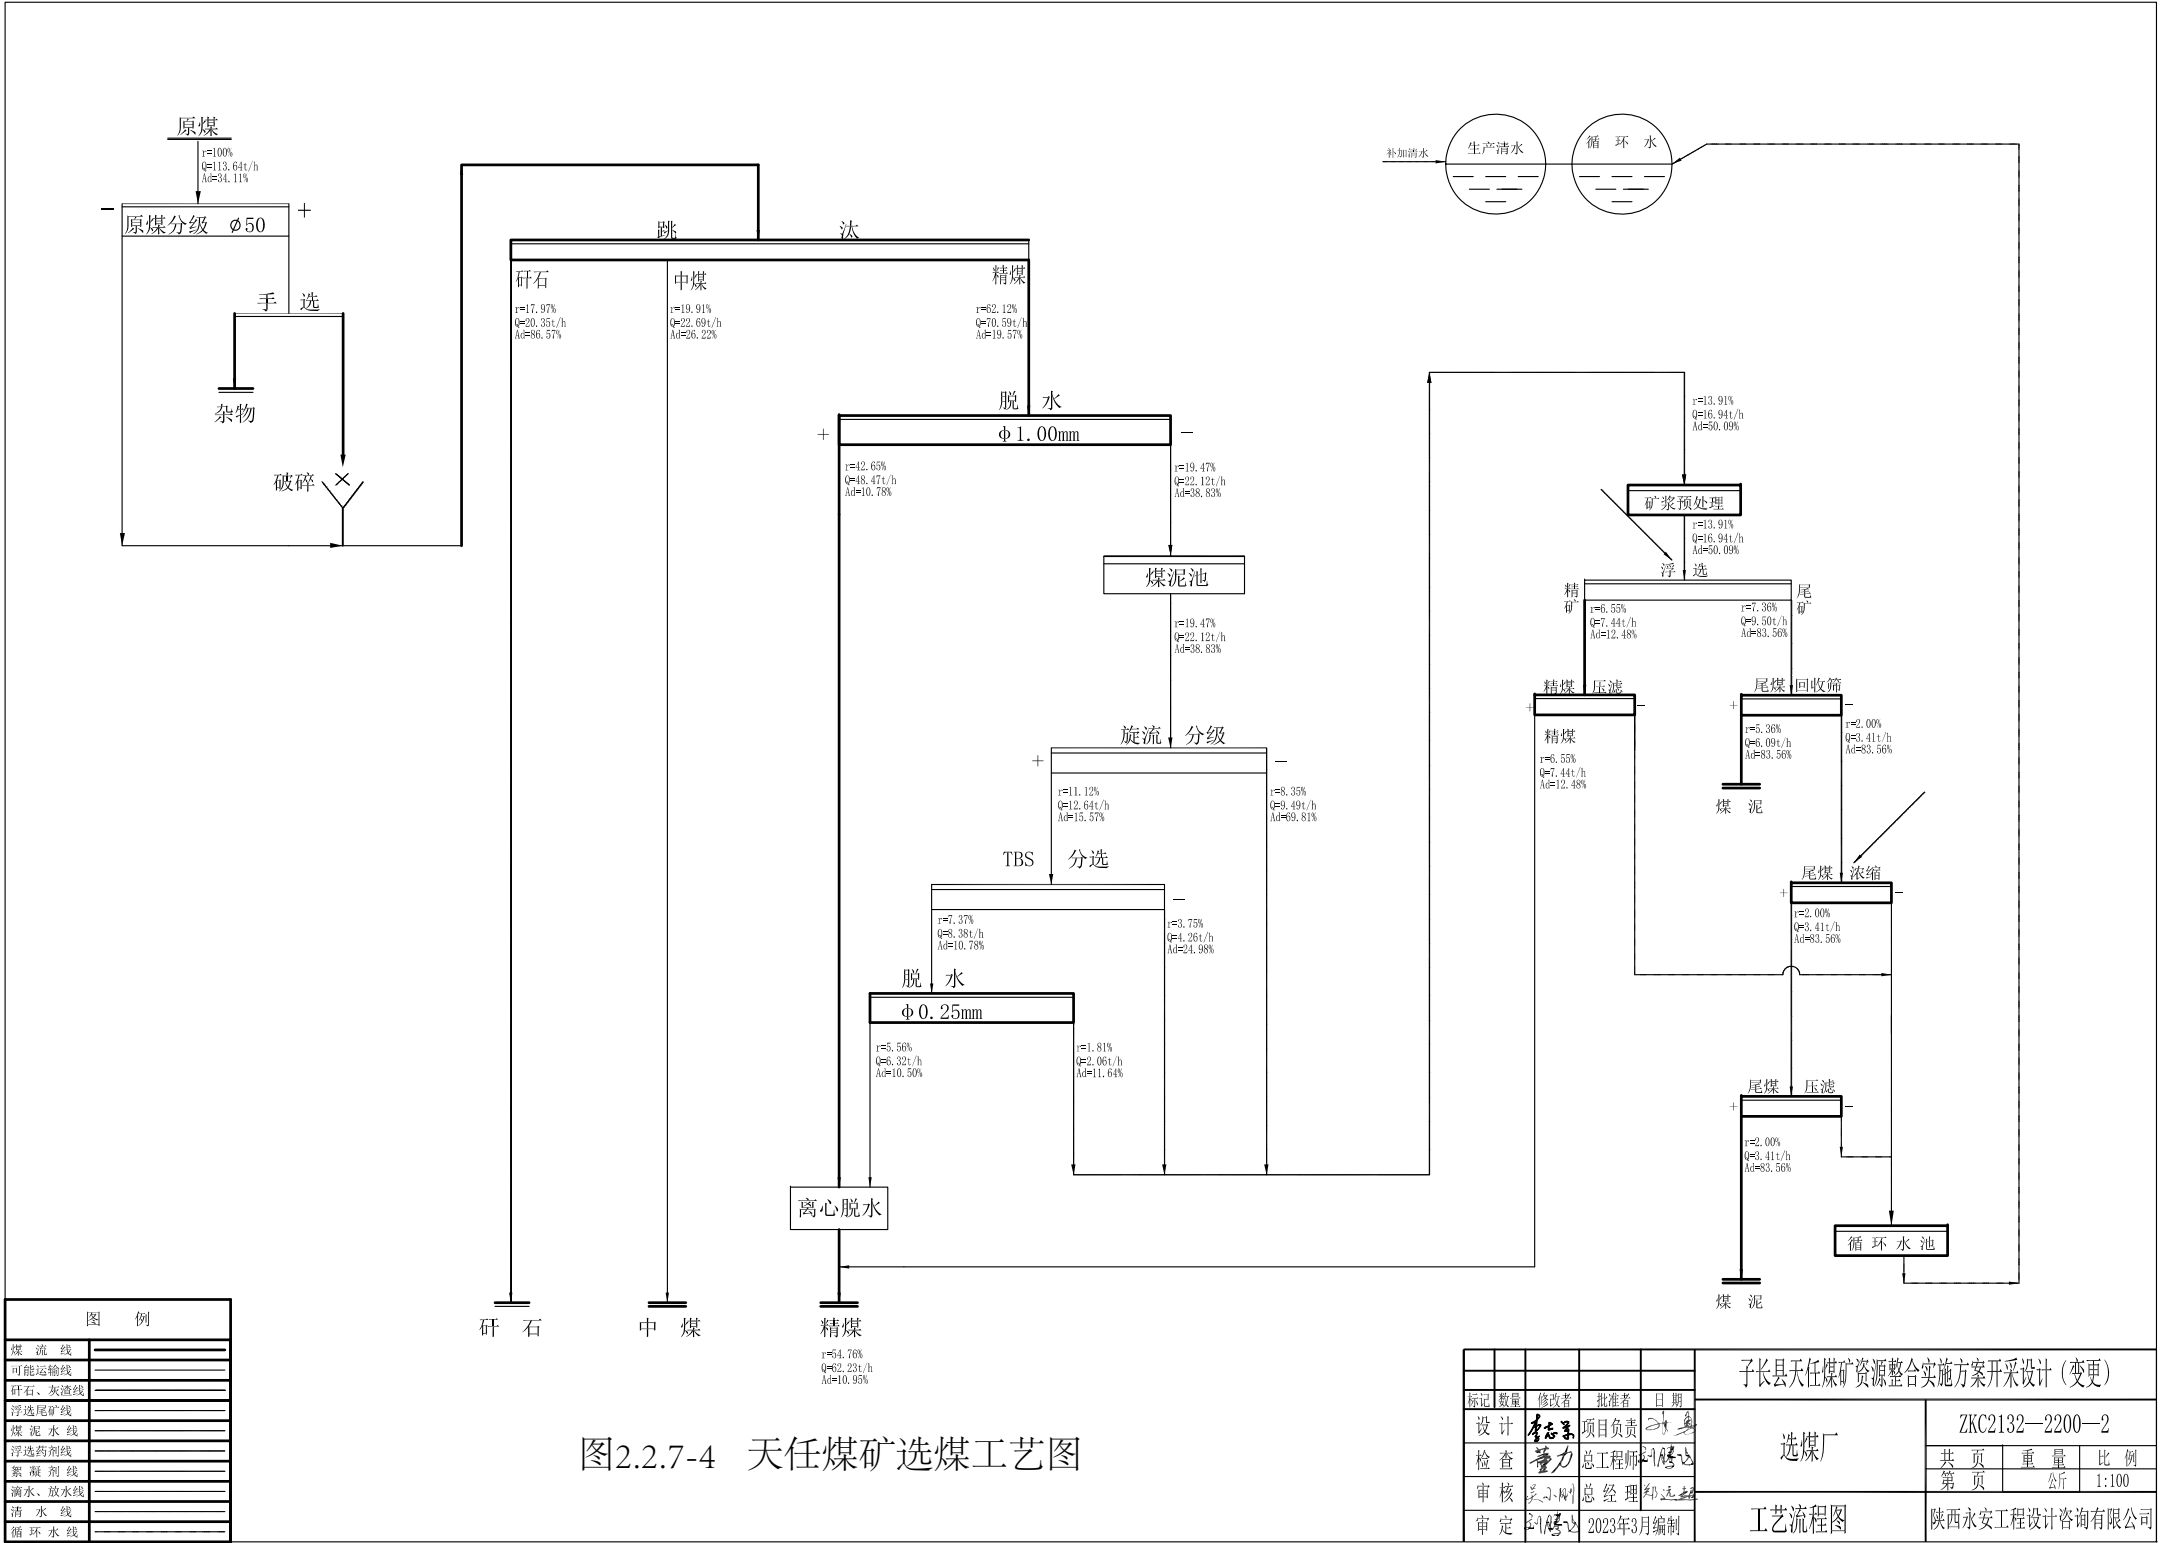 原煤
r=100%
Q=113.64t/h
Ad=34.11%
－
+
原煤分级 ϕ50
手 选
杂物
破碎
跳 汰
矸石
r=17.97%
Q=20.35t/h
Ad=86.57%
中煤
r=19.91%
Q=22.69t/h
Ad=26.22%
精煤
r=62.12%
Q=70.59t/h
Ad=19.57%
脱 水
+
ϕ1.00mm
－
r=42.65%
Q=48.47t/h
Ad=10.78%
r=19.47%
Q=22.12t/h
Ad=38.83%
煤泥池
r=19.47%
Q=22.12t/h
Ad=38.83%
旋流 分级
+
－
r=11.12%
Q=12.64t/h
Ad=15.57%
r=8.35%
Q=9.49t/h
Ad=69.81%
TBS 分选
－
r=7.37%
Q=8.38t/h
Ad=10.78%
r=3.75%
Q=4.26t/h
Ad=24.98%
脱 水
ϕ0.25mm
r=5.56%
Q=6.32t/h
Ad=10.50%
r=1.81%
Q=2.06t/h
Ad=11.64%
离心脱水
矸 石
中 煤
精煤
r=54.76%
Q=62.23t/h
Ad=10.95%
补加清水
生产清水
循 环 水
r=13.91%
Q=16.94t/h
Ad=50.09%
矿浆预处理
r=13.91%
Q=16.94t/h
Ad=50.09%
浮 选
精矿
尾矿
r=6.55%
Q=7.44t/h
Ad=12.48%
r=7.36%
Q=9.50t/h
Ad=83.56%
精煤 压滤
+
－
精煤
r=6.55%
Q=7.44t/h
Ad=12.48%
尾煤 回收筛
+
－
r=5.36%
Q=6.09t/h
Ad=83.56%
r=2.00%
Q=3.41t/h
Ad=83.56%
煤 泥
尾煤 浓缩
+
－
r=2.00%
Q=3.41t/h
Ad=83.56%
尾煤 压滤
+
－
r=2.00%
Q=3.41t/h
Ad=83.56%
循 环 水 池
煤 泥
图 例
煤 流 线
可能运输线
矸石、灰渣线
浮选尾矿线
煤 泥 水 线
浮选药剂线
絮 凝 剂 线
滴水、放水线
清 水 线
循 环 水 线
图2.2.7-4 天任煤矿选煤工艺图
标记 数量 修改者 批准者 日 期
设 计 李志荣 项目负责
检 查 董力 总工程师
审 核 吴小刚 总 经 理 郑远超
审 定 2023年3月编制
子长县天任煤矿资源整合实施方案开采设计（变更）
选煤厂
ZKC2132—2200—2
共 页 重 量 比 例
第 页 公斤 1:100
工艺流程图
陕西永安工程设计咨询有限公司